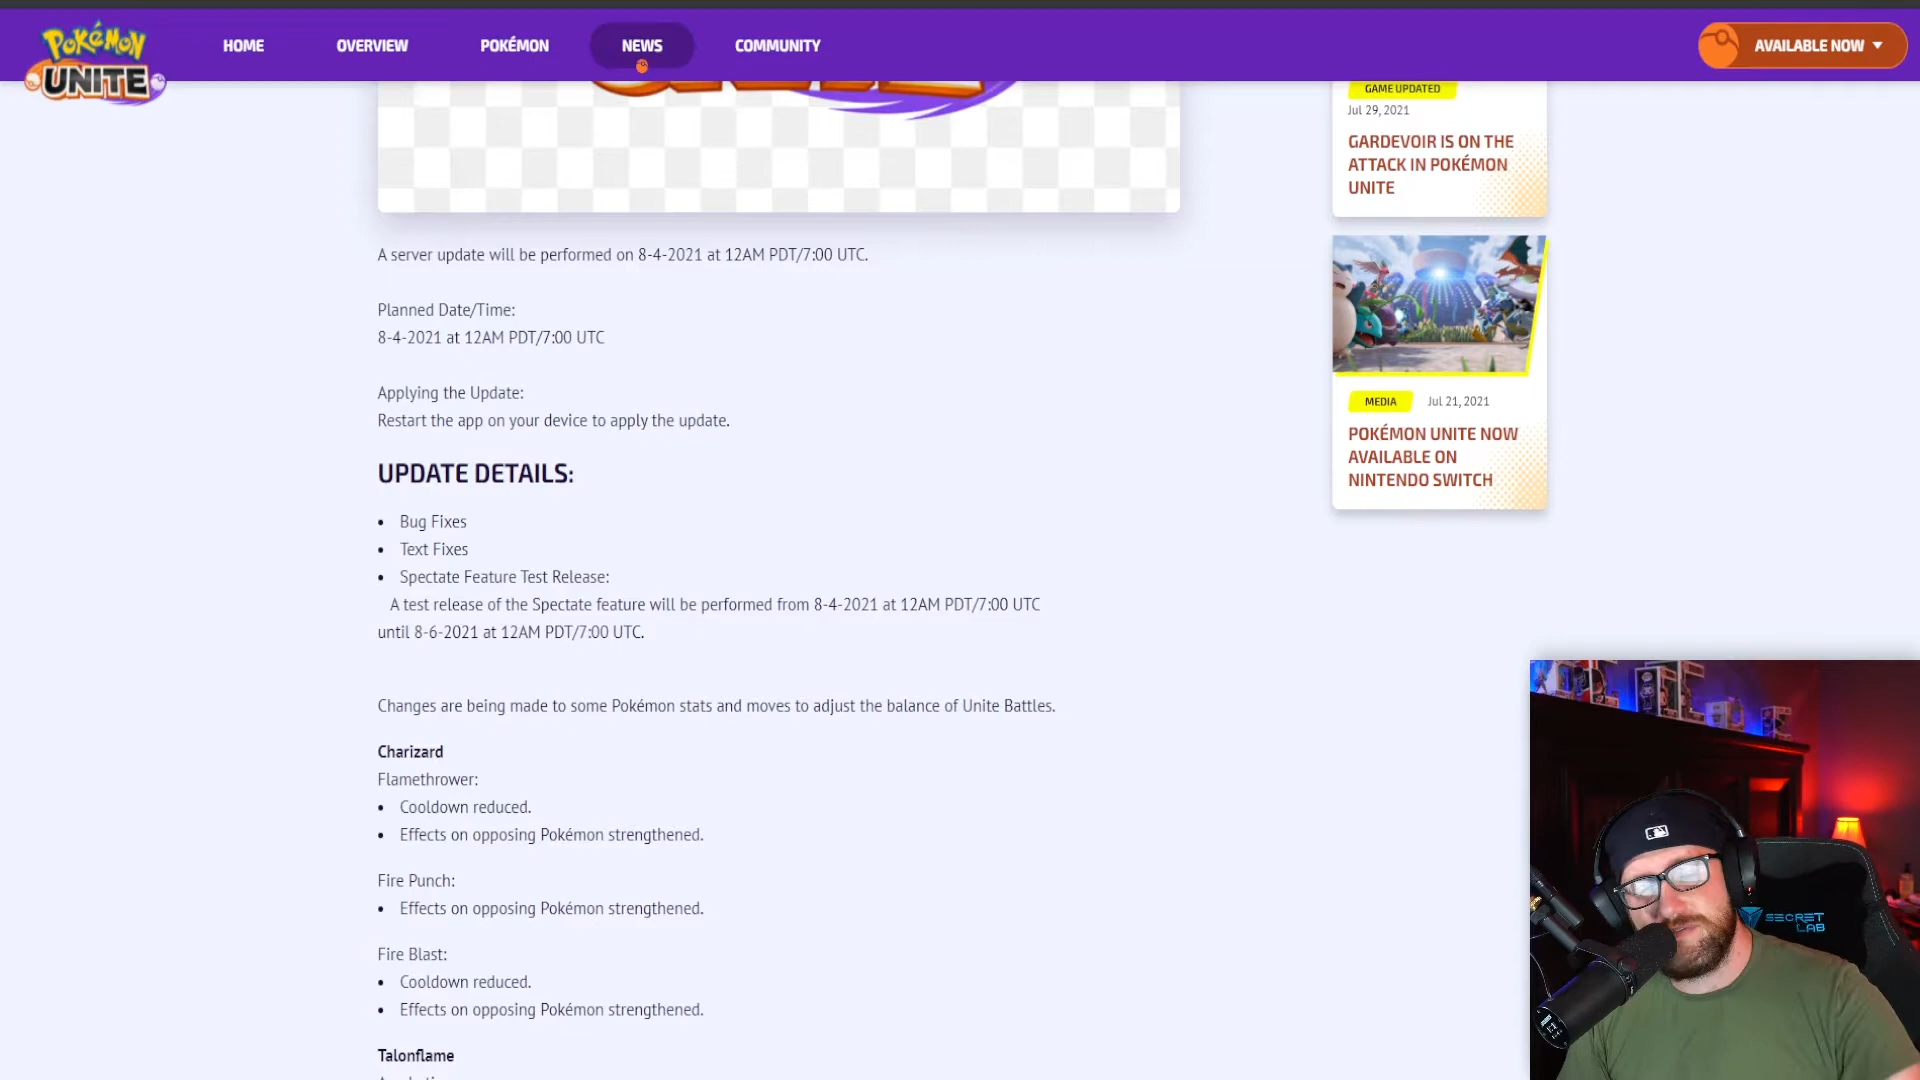 POKÉMON UNITE
HOME OVERVIEW POKÉMON NEWS COMMUNITY
AVAILABLE NOW
GAME UPDATED
Jul 29, 2021
GARDEVOIR IS ON THE
ATTACK IN POKÉMON
UNITE
MEDIA Jul 21, 2021
POKÉMON UNITE NOW
AVAILABLE ON
NINTENDO SWITCH
A server update will be performed on 8-4-2021 at 12AM PDT/7:00 UTC.
Planned Date/Time:
8-4-2021 at 12AM PDT/7:00 UTC
Applying the Update:
Restart the app on your device to apply the update.
UPDATE DETAILS:
• Bug Fixes
• Text Fixes
• Spectate Feature Test Release:
A test release of the Spectate feature will be performed from 8-4-2021 at 12AM PDT/7:00 UTC
until 8-6-2021 at 12AM PDT/7:00 UTC.
Changes are being made to some Pokémon stats and moves to adjust the balance of Unite Battles.
Charizard
Flamethrower:
• Cooldown reduced.
• Effects on opposing Pokémon strengthened.
Fire Punch:
• Effects on opposing Pokémon strengthened.
Fire Blast:
• Cooldown reduced.
• Effects on opposing Pokémon strengthened.
Talonflame
SECRET
LAB